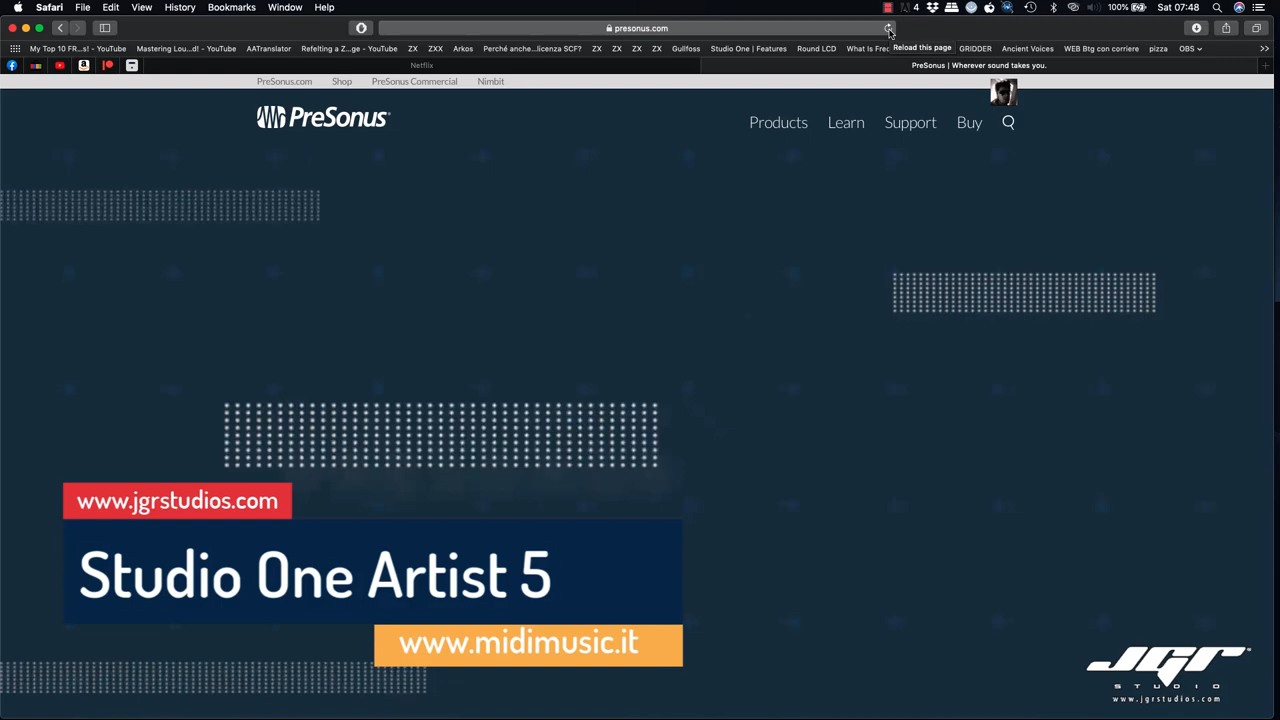 Safari File Edit View History Bookmarks Window Help
4 100% Sat 07:48
presonus.com
Reload this page
My Top 10 FR...s! - YouTube Mastering Lou...d! - YouTube AATranslator Refelting a Z...ge - YouTube ZX ZXX Arkos Perché anche...licenza SCF? ZX ZX ZX Gullfoss Studio One | Features Round LCD What Is Fre GRIDDER Ancient Voices WEB Btg con corriere pizza OBS
Netflix
PreSonus | Wherever sound takes you.
PreSonus.com Shop PreSonus Commercial Nimbit
PreSonus
Products Learn Support Buy
www.jgrstudios.com
Studio One Artist 5
www.midimusic.it
JGR
STUDIO
www.jgrstudios.com